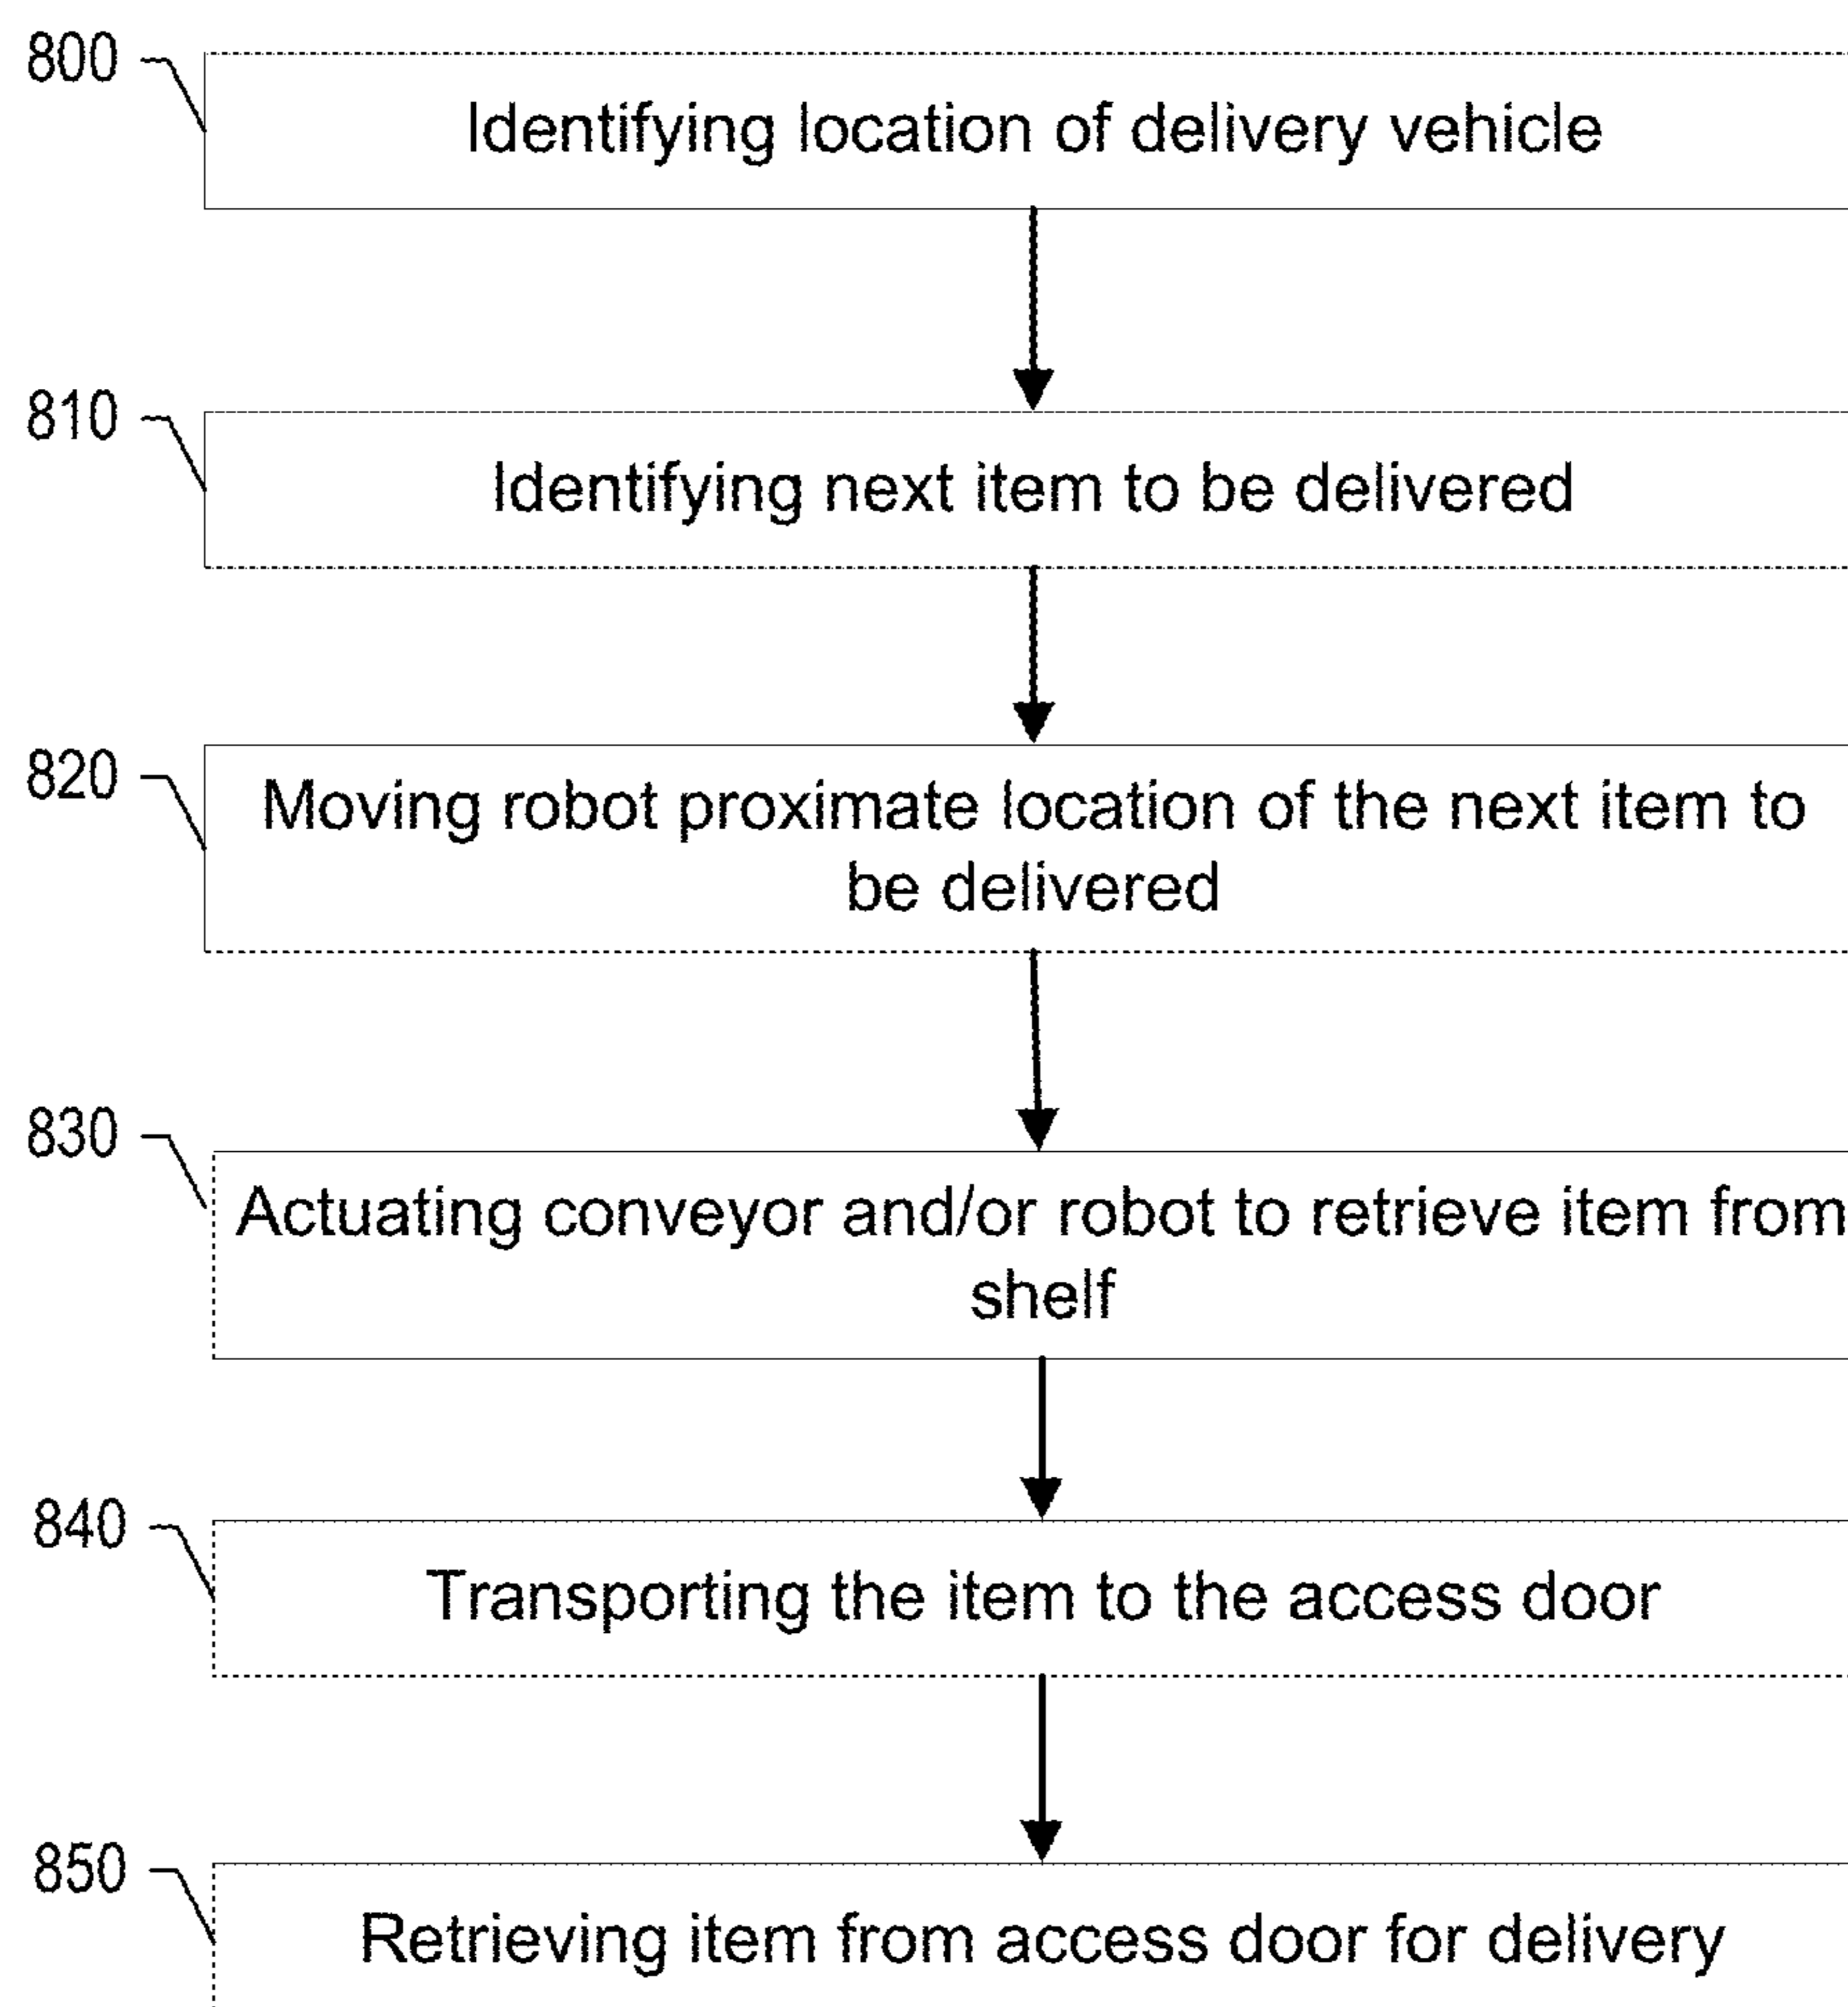 800
Identifying location of delivery vehicle
810
Identifying next item to be delivered
820
Moving robot proximate location of the next item to
be delivered
830
Actuating conveyor and/or robot to retrieve item from
shelf
840
Transporting the item to the access door
850
Retrieving item from access door for delivery